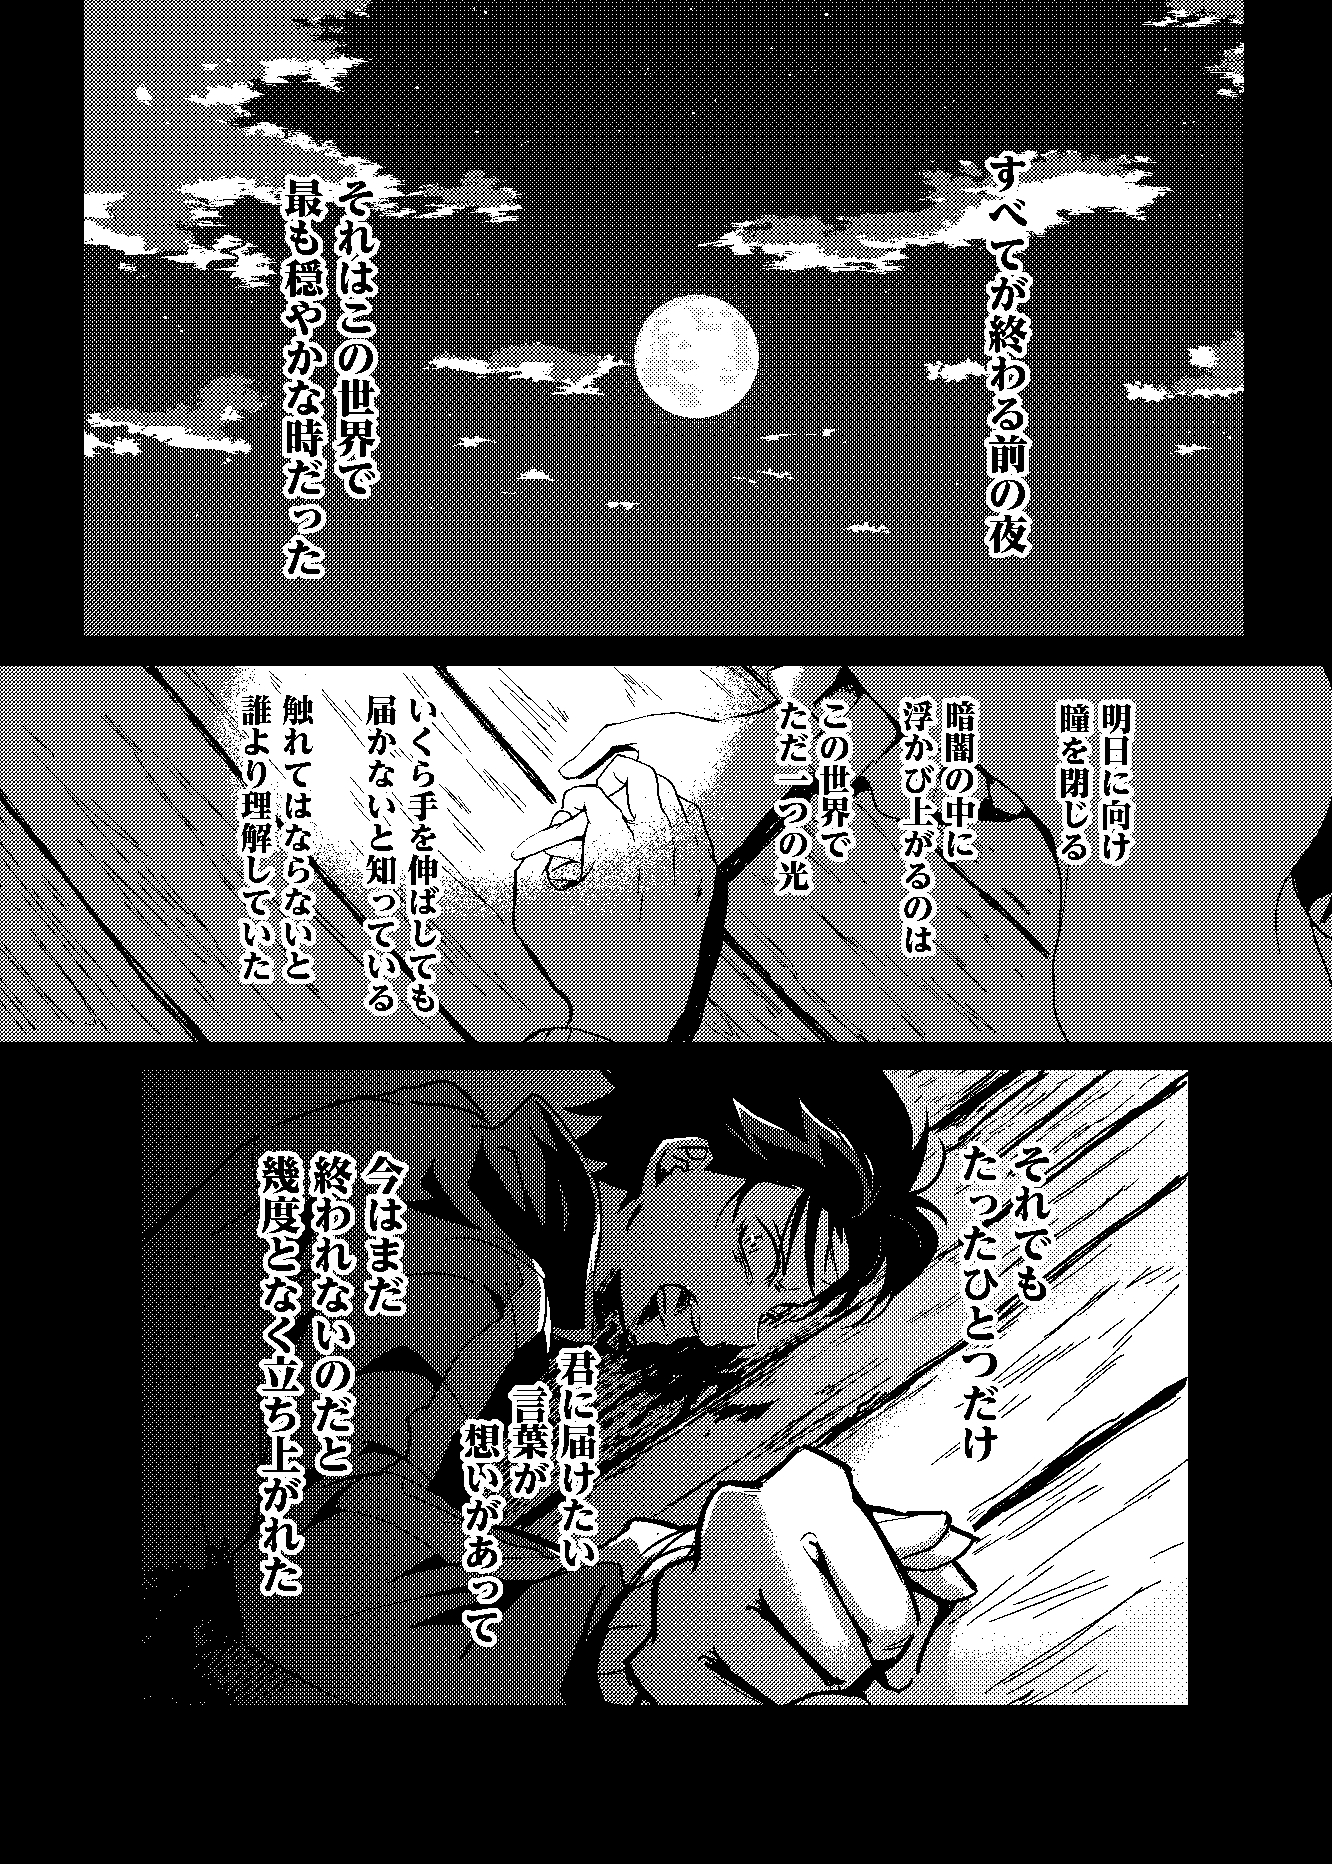 すべてが終わる前の夜
それはこの世界で
最も穏やかな時だった
明日に向け
瞳を閉じる
暗闇の中に
浮かび上がるのは
この世界で
ただ一つの光
いくら手を伸ばしても
届かないと知っている
触れてはならないと
誰より理解していた
それでも
たったひとつだけ
君に届けたい
言葉が
想いがあって
今はまだ
終われないのだと
幾度となく立ち上がれた